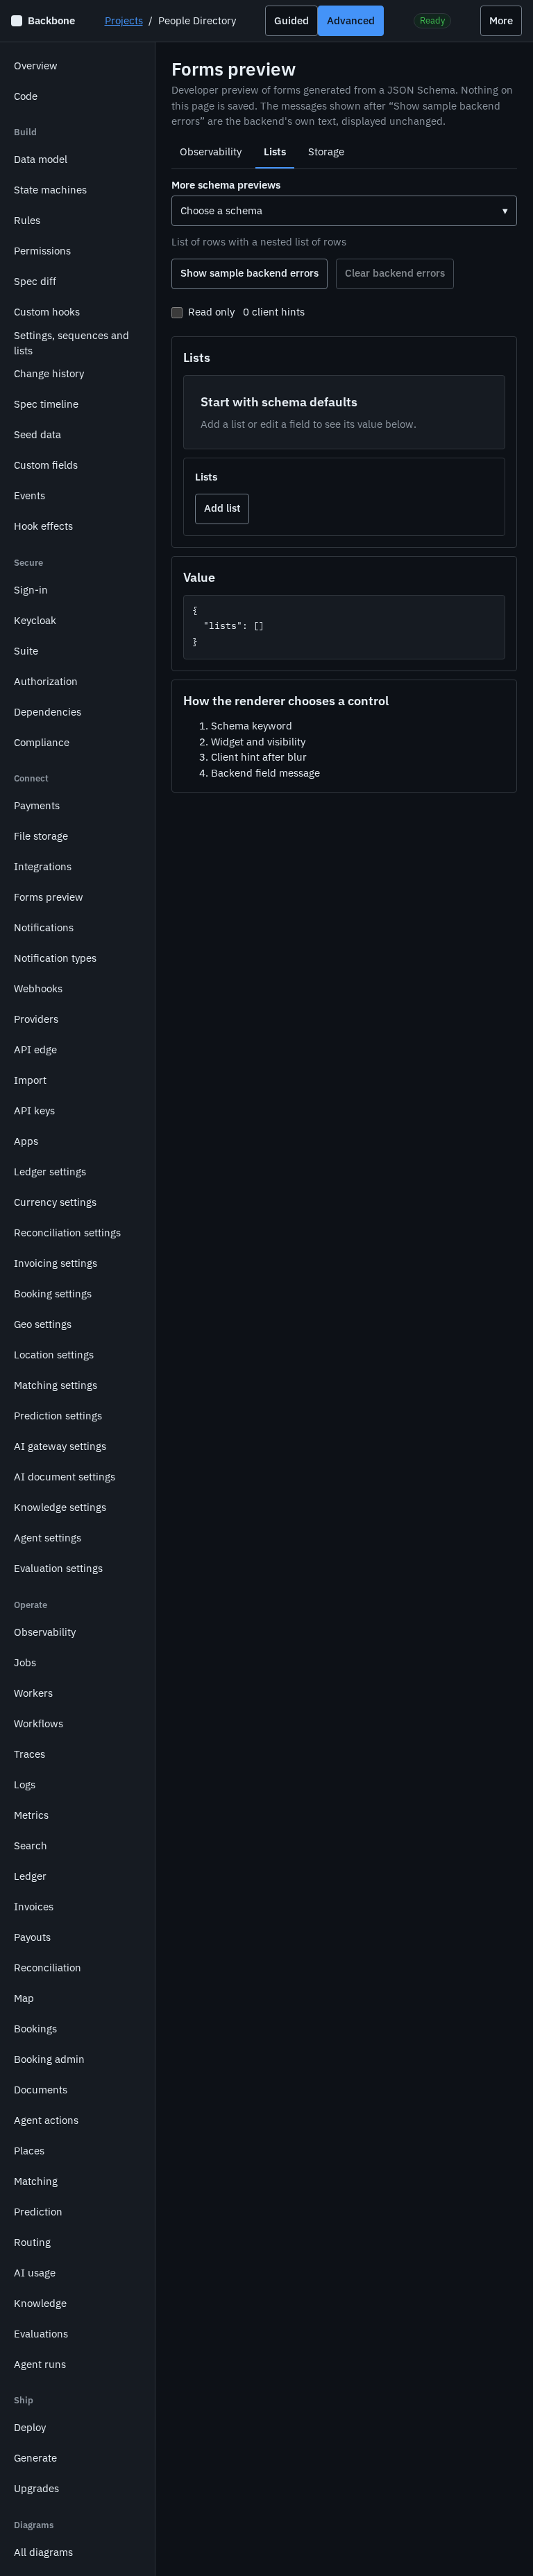 Backbone
Projects / People Directory
Guided
Advanced
Ready
More
Overview
Code
Build
Data model
State machines
Rules
Permissions
Spec diff
Custom hooks
Settings, sequences and
lists
Change history
Spec timeline
Seed data
Custom fields
Events
Hook effects
Secure
Sign-in
Keycloak
Suite
Authorization
Dependencies
Compliance
Connect
Payments
File storage
Integrations
Forms preview
Notifications
Notification types
Webhooks
Providers
API edge
Import
API keys
Apps
Ledger settings
Currency settings
Reconciliation settings
Invoicing settings
Booking settings
Geo settings
Location settings
Matching settings
Prediction settings
AI gateway settings
AI document settings
Knowledge settings
Agent settings
Evaluation settings
Operate
Observability
Jobs
Workers
Workflows
Traces
Logs
Metrics
Search
Ledger
Invoices
Payouts
Reconciliation
Map
Bookings
Booking admin
Documents
Agent actions
Places
Matching
Prediction
Routing
AI usage
Knowledge
Evaluations
Agent runs
Ship
Deploy
Generate
Upgrades
Diagrams
All diagrams
Forms preview
Developer preview of forms generated from a JSON Schema. Nothing on
this page is saved. The messages shown after “Show sample backend
errors” are the backend's own text, displayed unchanged.
Observability
Lists
Storage
More schema previews
Choose a schema
List of rows with a nested list of rows
Show sample backend errors
Clear backend errors
Read only
0 client hints
Lists
Start with schema defaults
Add a list or edit a field to see its value below.
Lists
Add list
Value
{
"lists": []
}
How the renderer chooses a control
1. Schema keyword
2. Widget and visibility
3. Client hint after blur
4. Backend field message